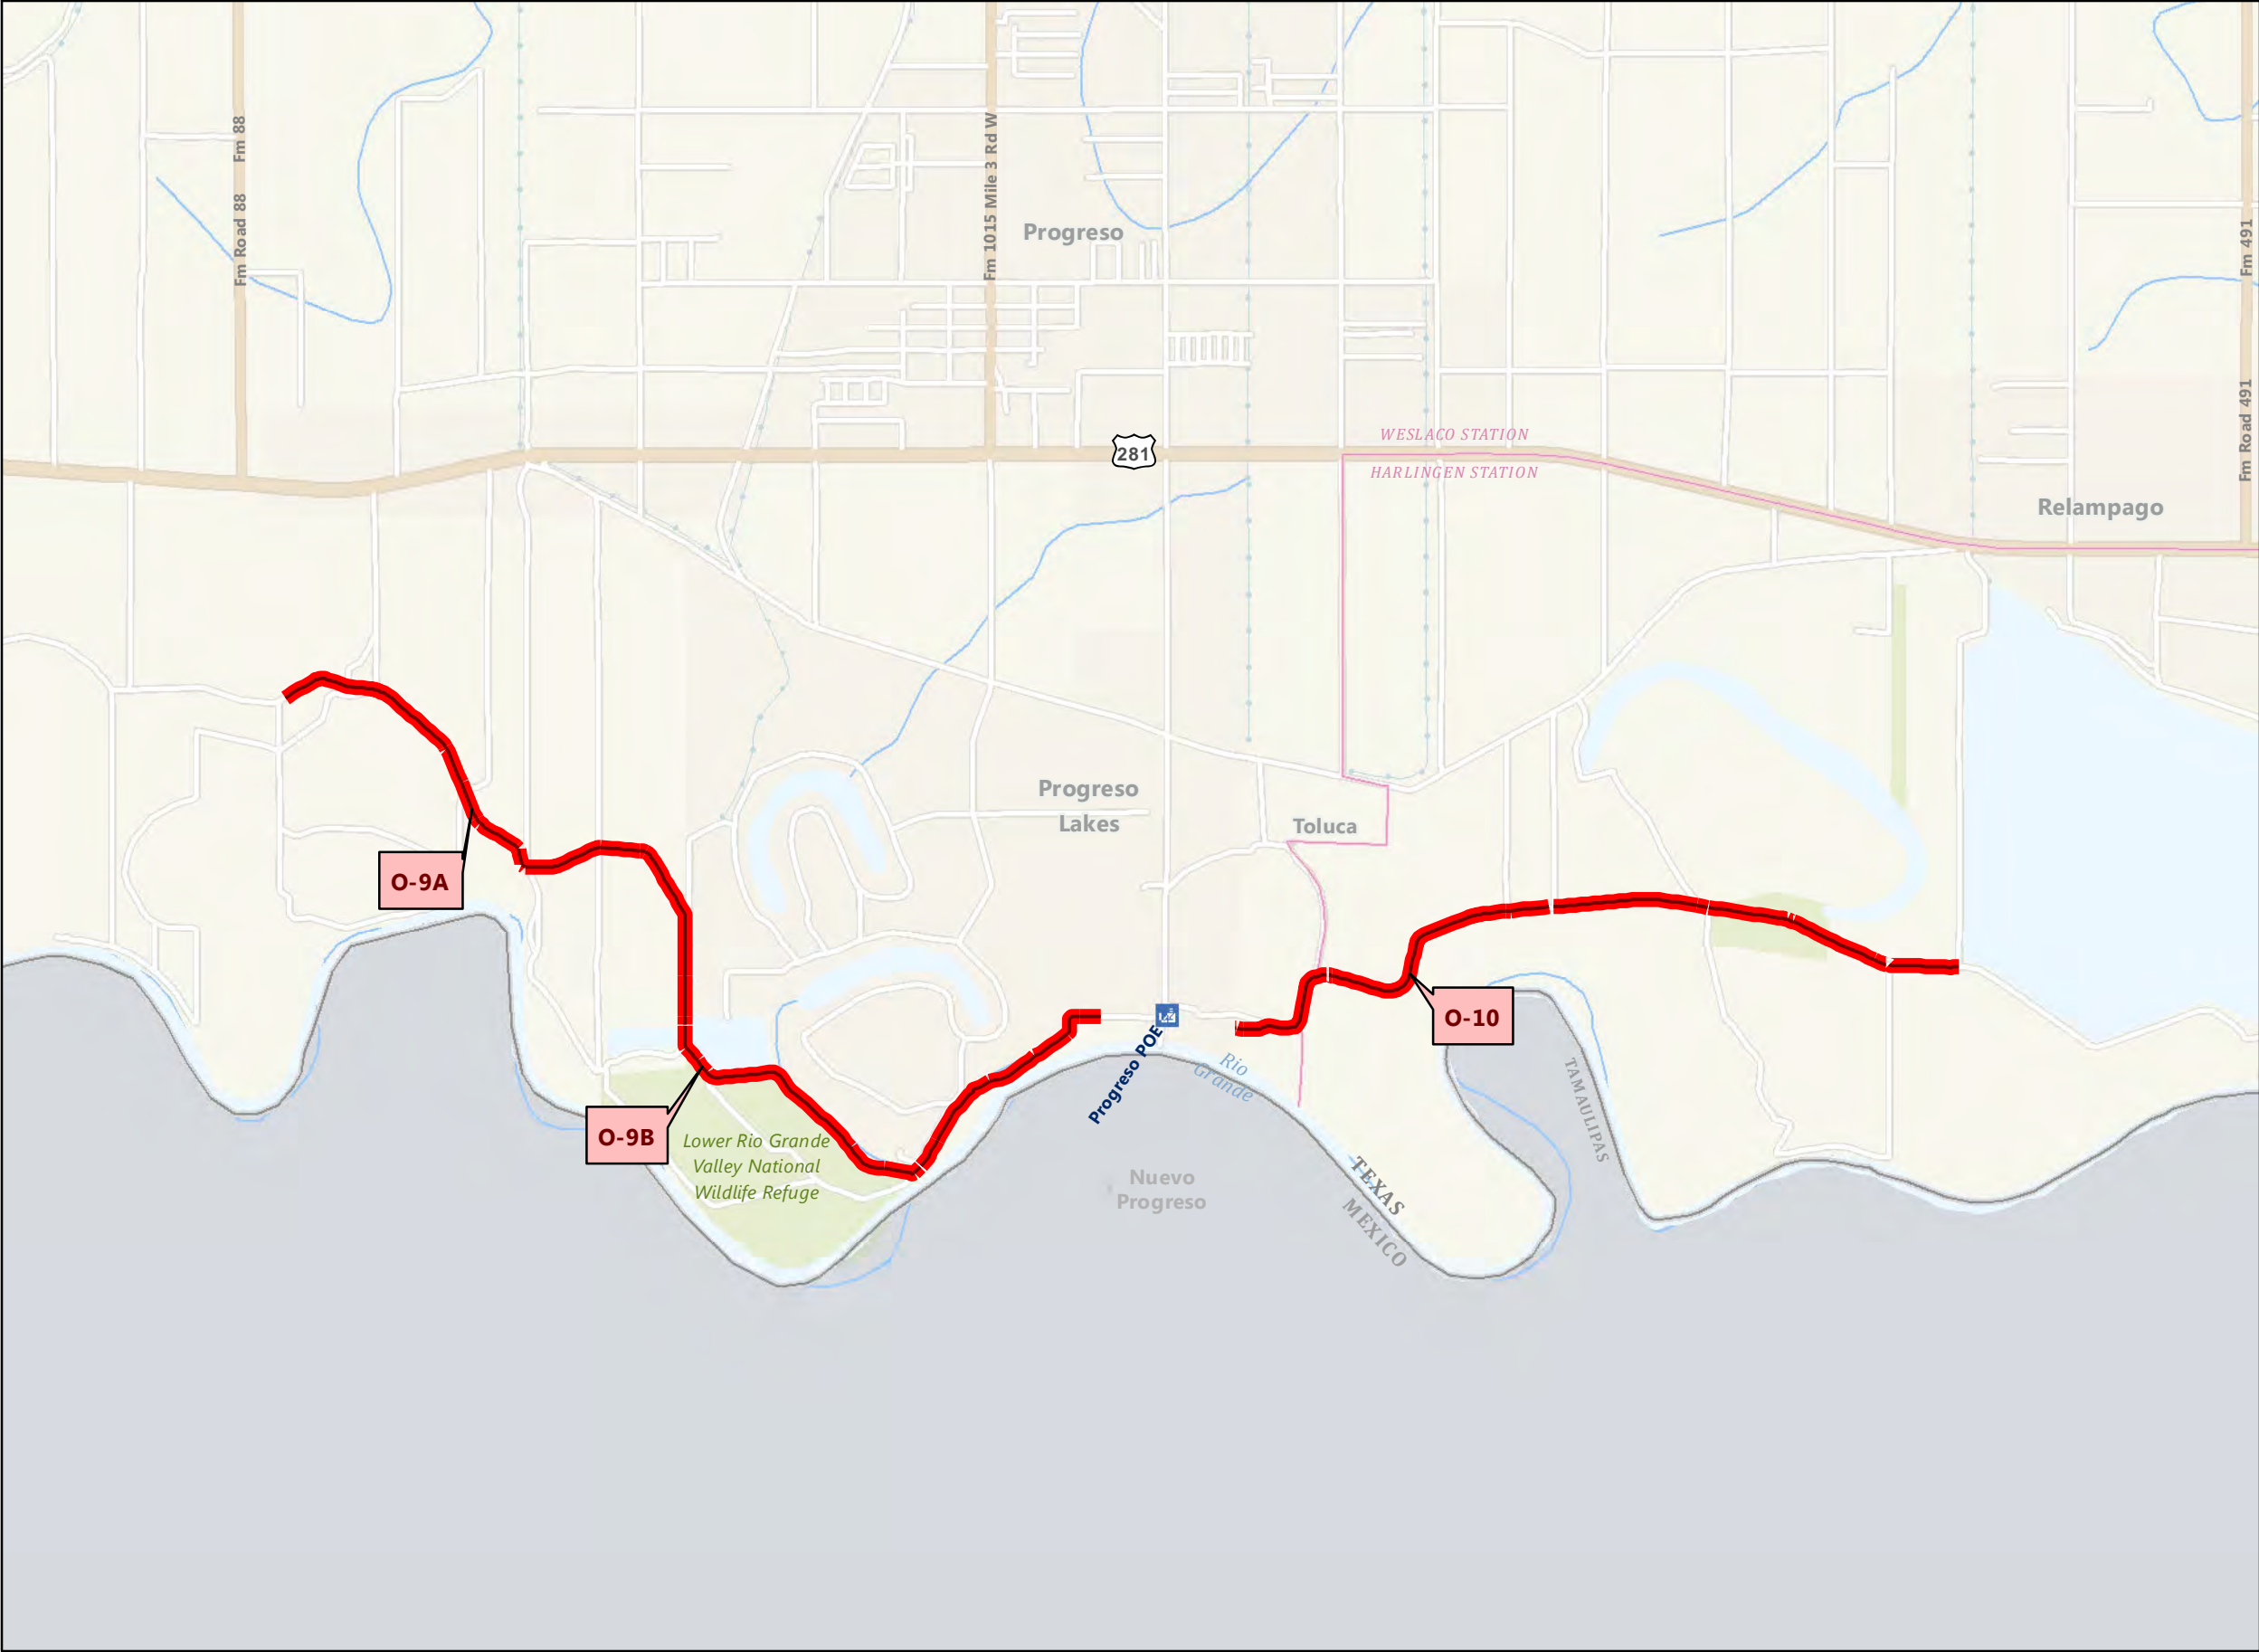 Fm 88
Fm Road 88
Fm 1015 Mile 3 Rd W
Progreso
Fm 491
Fm Road 491
281
WESLACO STATION
HARLINGEN STATION
Relampago
Progreso
Lakes
Toluca
O-9A
O-10
Progreso POE
Rio
Grande
TAMAULIPAS
O-9B
Lower Rio Grande
Valley National
Wildlife Refuge
Nuevo
Progreso
TEXAS
MEXICO